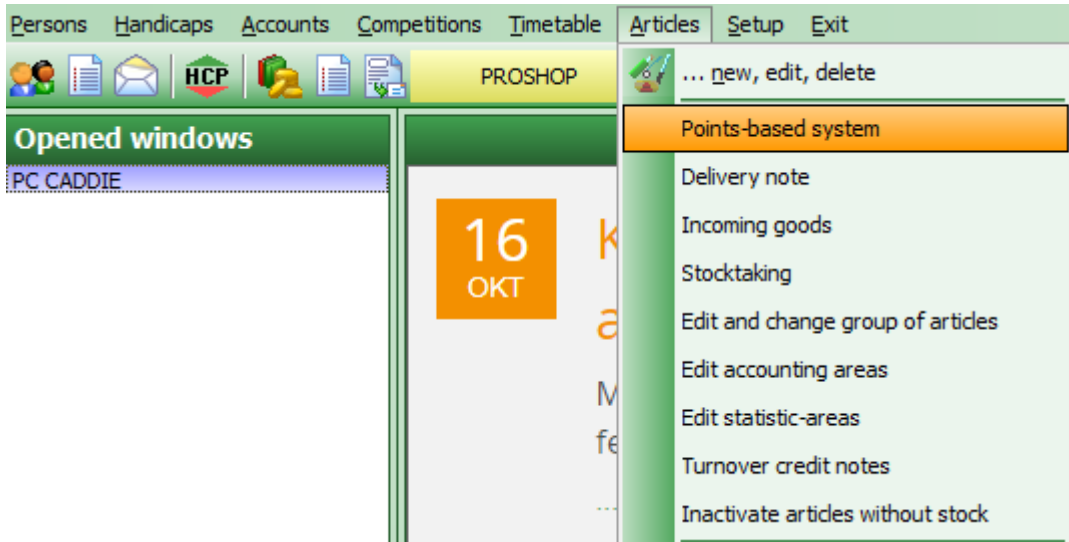 Persons Handicaps Accounts Competitions Timetable Articles Setup Exit
HCP PROSHOP
... new, edit, delete
Opened windows
PC CADDIE
Points-based system
Delivery note
Incoming goods
Stocktaking
Edit and change group of articles
Edit accounting areas
Edit statistic-areas
Turnover credit notes
Inactivate articles without stock
16
OKT